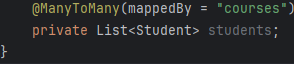 @ManyToMany(mappedBy = "courses")
private List<Student> students;
}